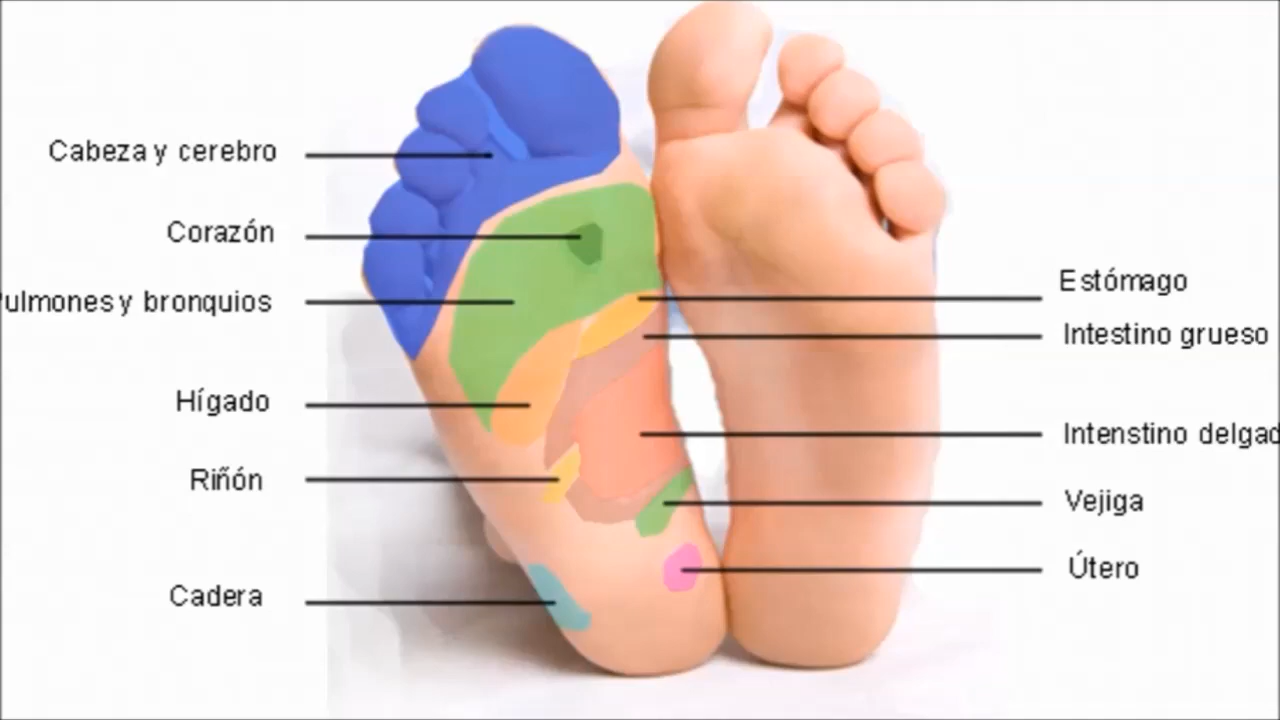 Cabeza y cerebro
Corazón
ulmones y bronquios
Hígado
Riñón
Cadera
Estómago
Intestino grueso
Intenstino delgad
Vejiga
Útero